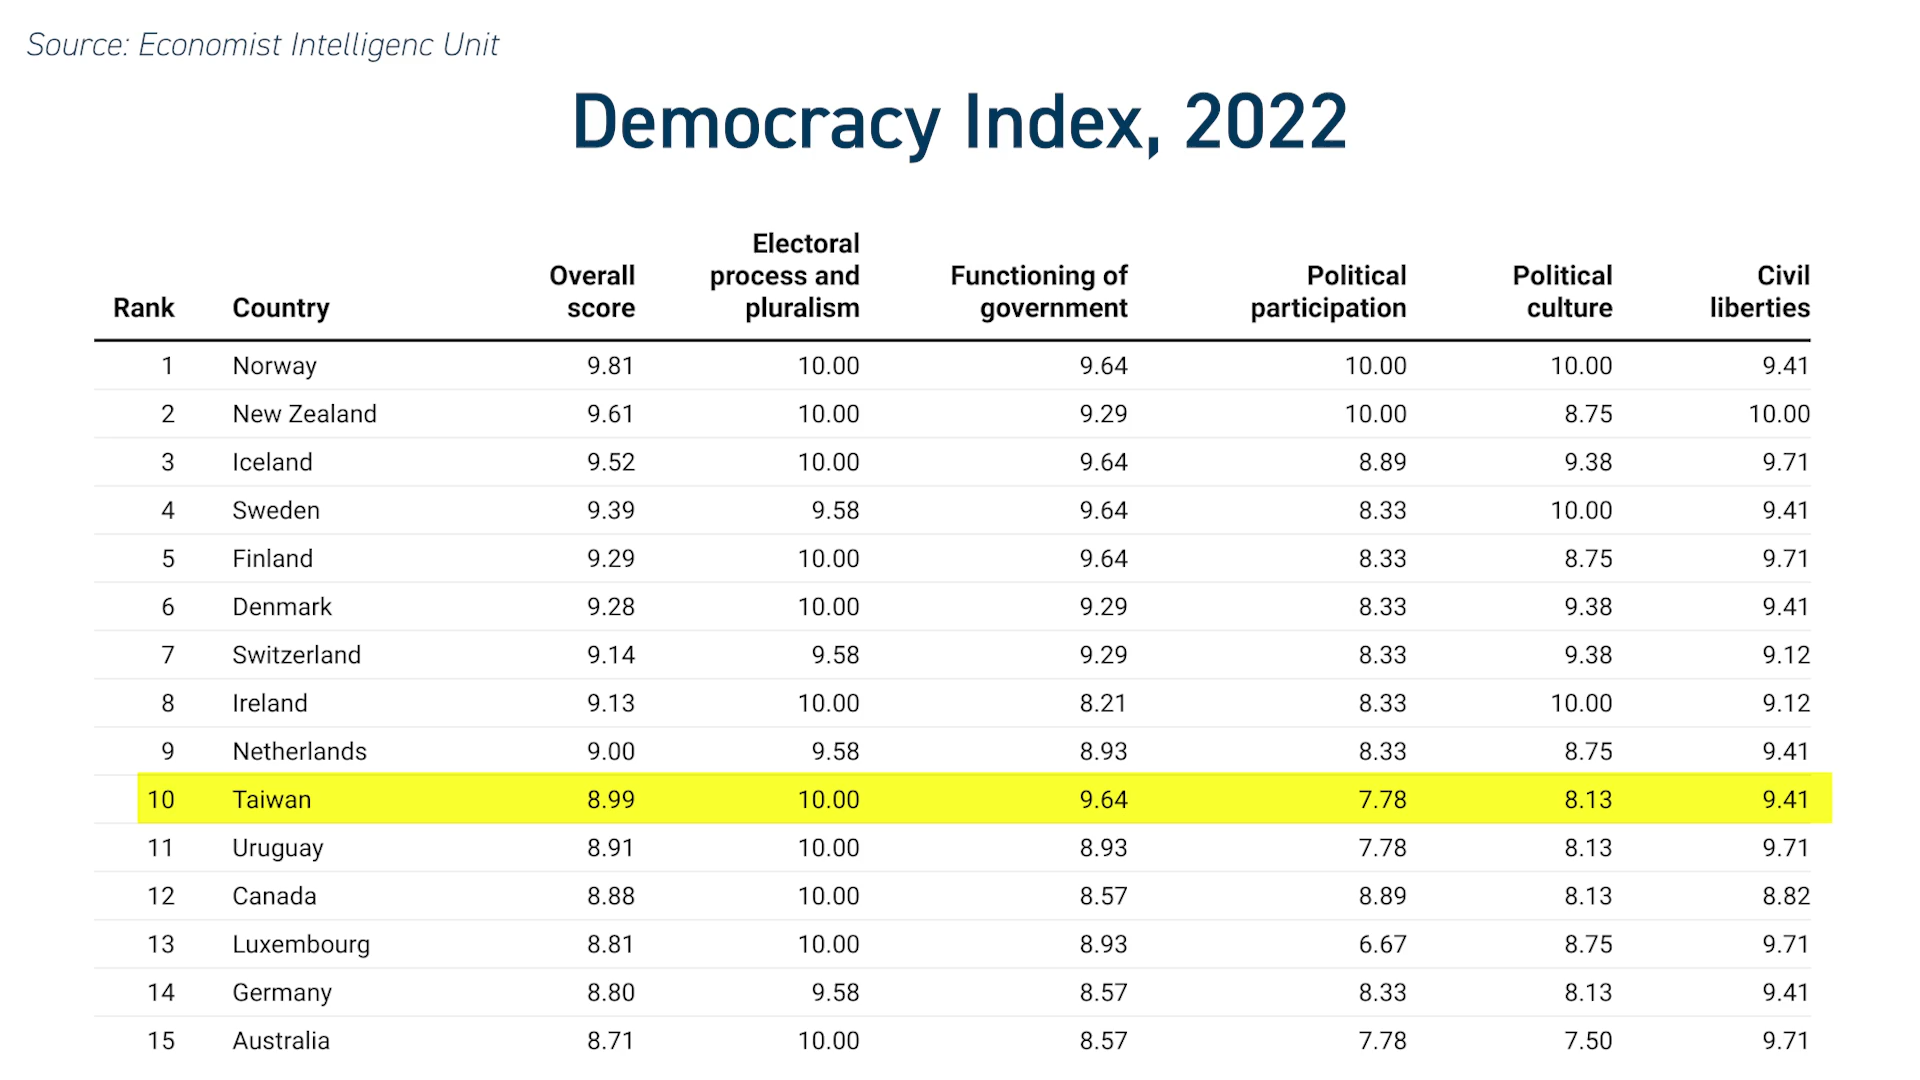 Source: Economist Intelligenc Unit
Democracy Index, 2022
Rank Country Overall score Electoral process and pluralism Functioning of government Political participation Political culture Civil liberties
1 Norway 9.81 10.00 9.64 10.00 10.00 9.41
2 New Zealand 9.61 10.00 9.29 10.00 8.75 10.00
3 Iceland 9.52 10.00 9.64 8.89 9.38 9.71
4 Sweden 9.39 9.58 9.64 8.33 10.00 9.41
5 Finland 9.29 10.00 9.64 8.33 8.75 9.71
6 Denmark 9.28 10.00 9.29 8.33 9.38 9.41
7 Switzerland 9.14 9.58 9.29 8.33 9.38 9.12
8 Ireland 9.13 10.00 8.21 8.33 10.00 9.12
9 Netherlands 9.00 9.58 8.93 8.33 8.75 9.41
10 Taiwan 8.99 10.00 9.64 7.78 8.13 9.41
11 Uruguay 8.91 10.00 8.93 7.78 8.13 9.71
12 Canada 8.88 10.00 8.57 8.89 8.13 8.82
13 Luxembourg 8.81 10.00 8.93 6.67 8.75 9.71
14 Germany 8.80 9.58 8.57 8.33 8.13 9.41
15 Australia 8.71 10.00 8.57 7.78 7.50 9.71